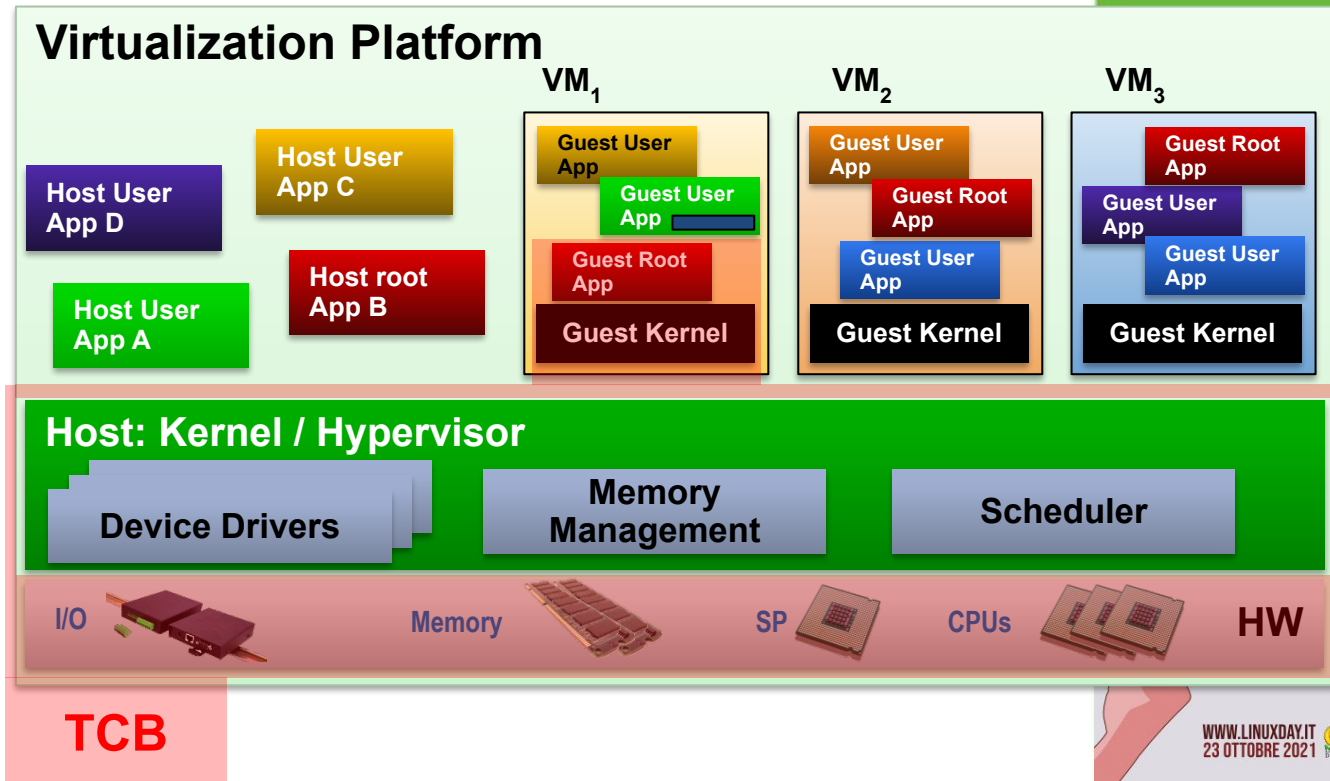 Virtualization Platform
VM1
VM2
VM3
Host User
App D
Host User
App C
Host User
App A
Host root
App B
Guest User
App
Guest User
App
Guest Root
App
Guest Kernel
Guest User
App
Guest Root
App
Guest User
App
Guest Kernel
Guest Root
App
Guest User
App
Guest User
App
Guest Kernel
Host: Kernel / Hypervisor
Device Drivers
Memory
Management
Scheduler
I/O
Memory
SP
CPUs
HW
TCB
WWW.LINUXDAY.IT
23 OTTOBRE 2021